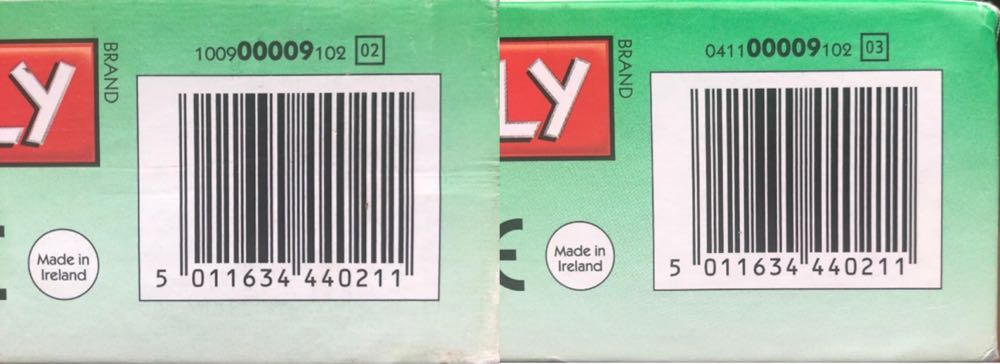 100900009102 02
BRAND
LY
Made in
Ireland
5 011634 440211
041100009102 03
BRAND
LY
CE
Made in
Ireland
5 011634 440211